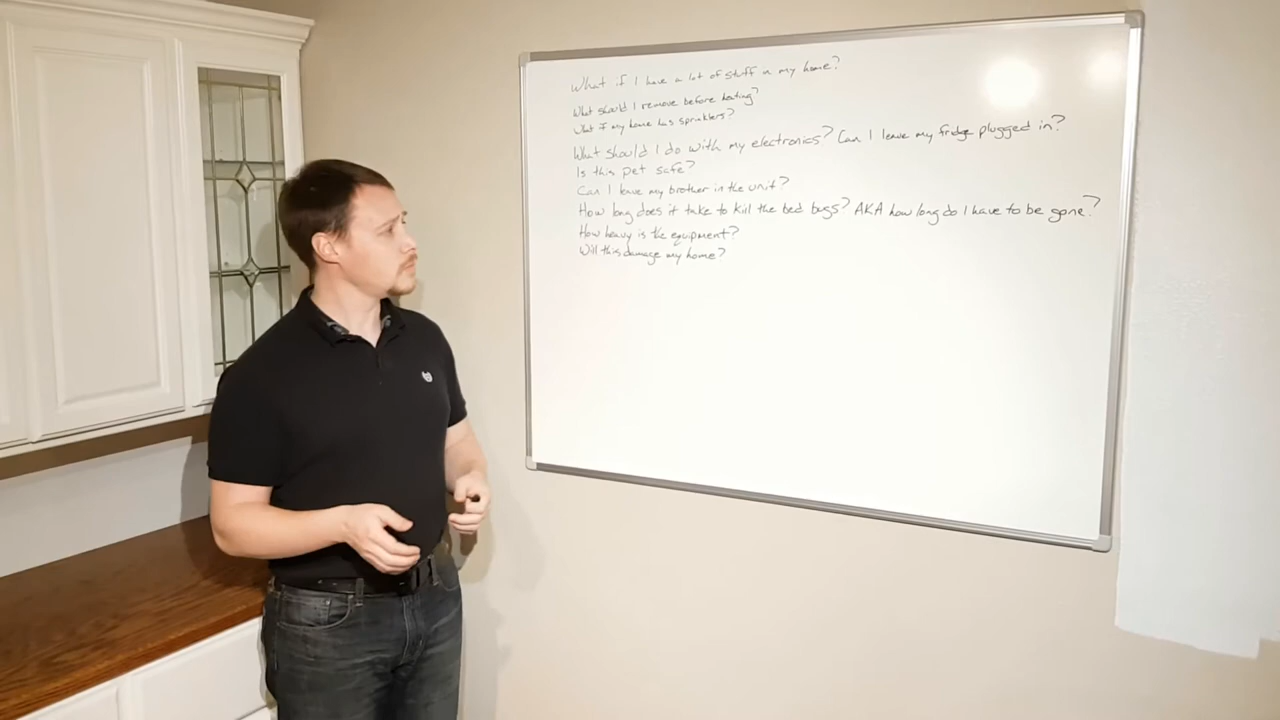 What if I have a lot of stuff in my home?
What should I remove before heating?
What if my home has sprinklers?
What should I do with my electronics? Can I leave my fridge plugged in?
Is this pet safe?
Can I leave my brother in the unit?
How long does it take to kill the bed bugs? AKA how long do I have to be gone?
How heavy is the equipment?
Will this damage my home?